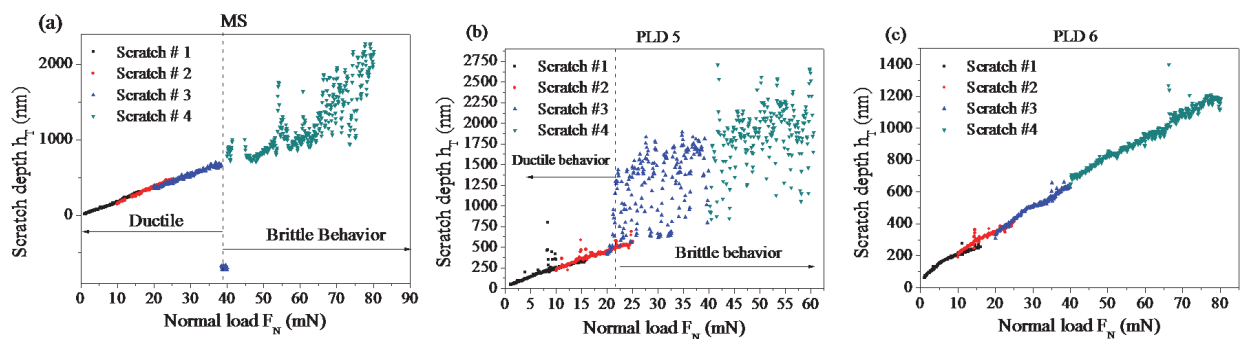 (a)
MS
Scratch # 1
Scratch # 2
Scratch # 3
Scratch # 4
Scratch depth h_T (nm)
2000
1000
0
Ductile
Brittle Behavior
0 10 20 30 40 50 60 70 80 90
Normal load F_N (mN)
(b)
PLD 5
Scratch #1
Scratch #2
Scratch #3
Scratch #4
Scratch depth h_T (nm)
2750
2500
2250
2000
1750
1500
1250
1000
750
500
250
0
Ductile behavior
Brittle behavior
0 5 10 15 20 25 30 35 40 45 50 55 60
Normal load F_N (mN)
(c)
PLD 6
Scratch #1
Scratch #2
Scratch #3
Scratch #4
Scratch depth h_T (nm)
1600
1400
1200
1000
800
600
400
200
0
0 10 20 30 40 50 60 70 80
Normal load F_N (mN)